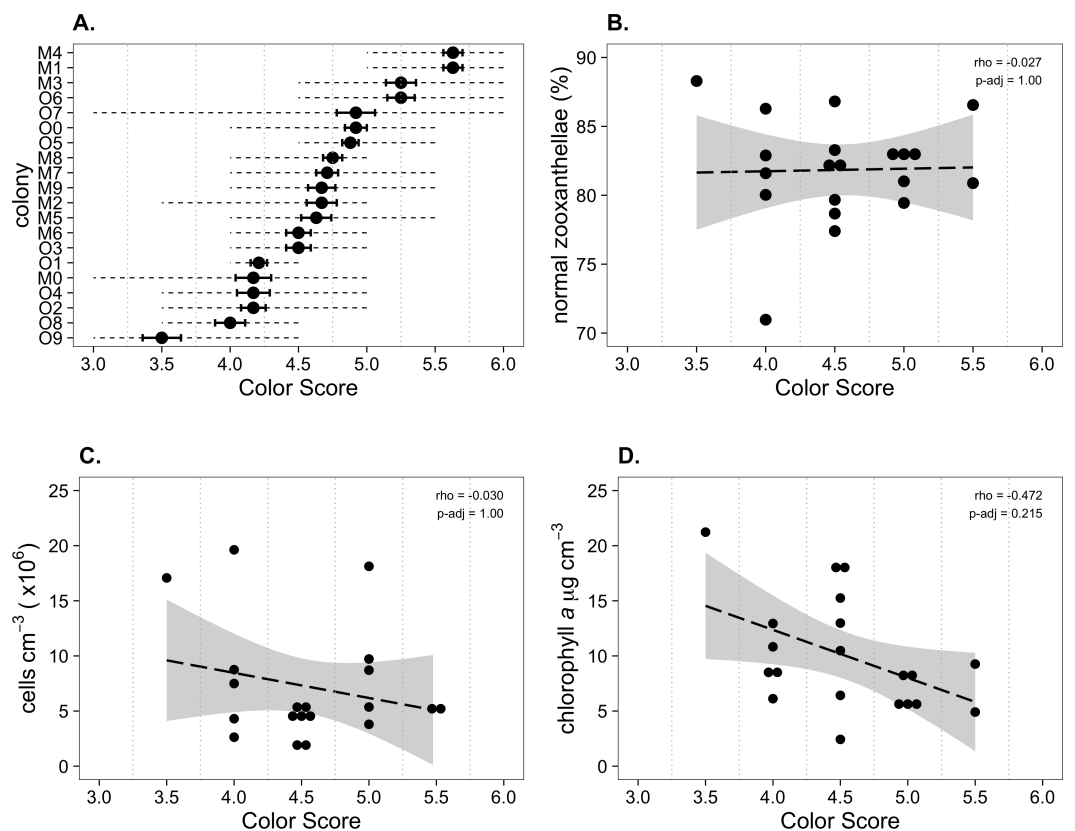 A.
colony
M4
M1
M3
O6
O7
O0
O5
M8
M7
M9
M2
M5
M6
O3
O1
M0
O4
O2
O8
O9
3.0 3.5 4.0 4.5 5.0 5.5 6.0
Color Score
B.
normal zooxanthellae (%)
rho = -0.027
p-adj = 1.00
90
85
80
75
70
3.0 3.5 4.0 4.5 5.0 5.5 6.0
Color Score
C.
cells cm⁻³ ( x10⁶)
rho = -0.030
p-adj = 1.00
25
20
15
10
5
0
3.0 3.5 4.0 4.5 5.0 5.5 6.0
Color Score
D.
chlorophyll a μg cm⁻³
rho = -0.472
p-adj = 0.215
25
20
15
10
5
0
3.0 3.5 4.0 4.5 5.0 5.5 6.0
Color Score